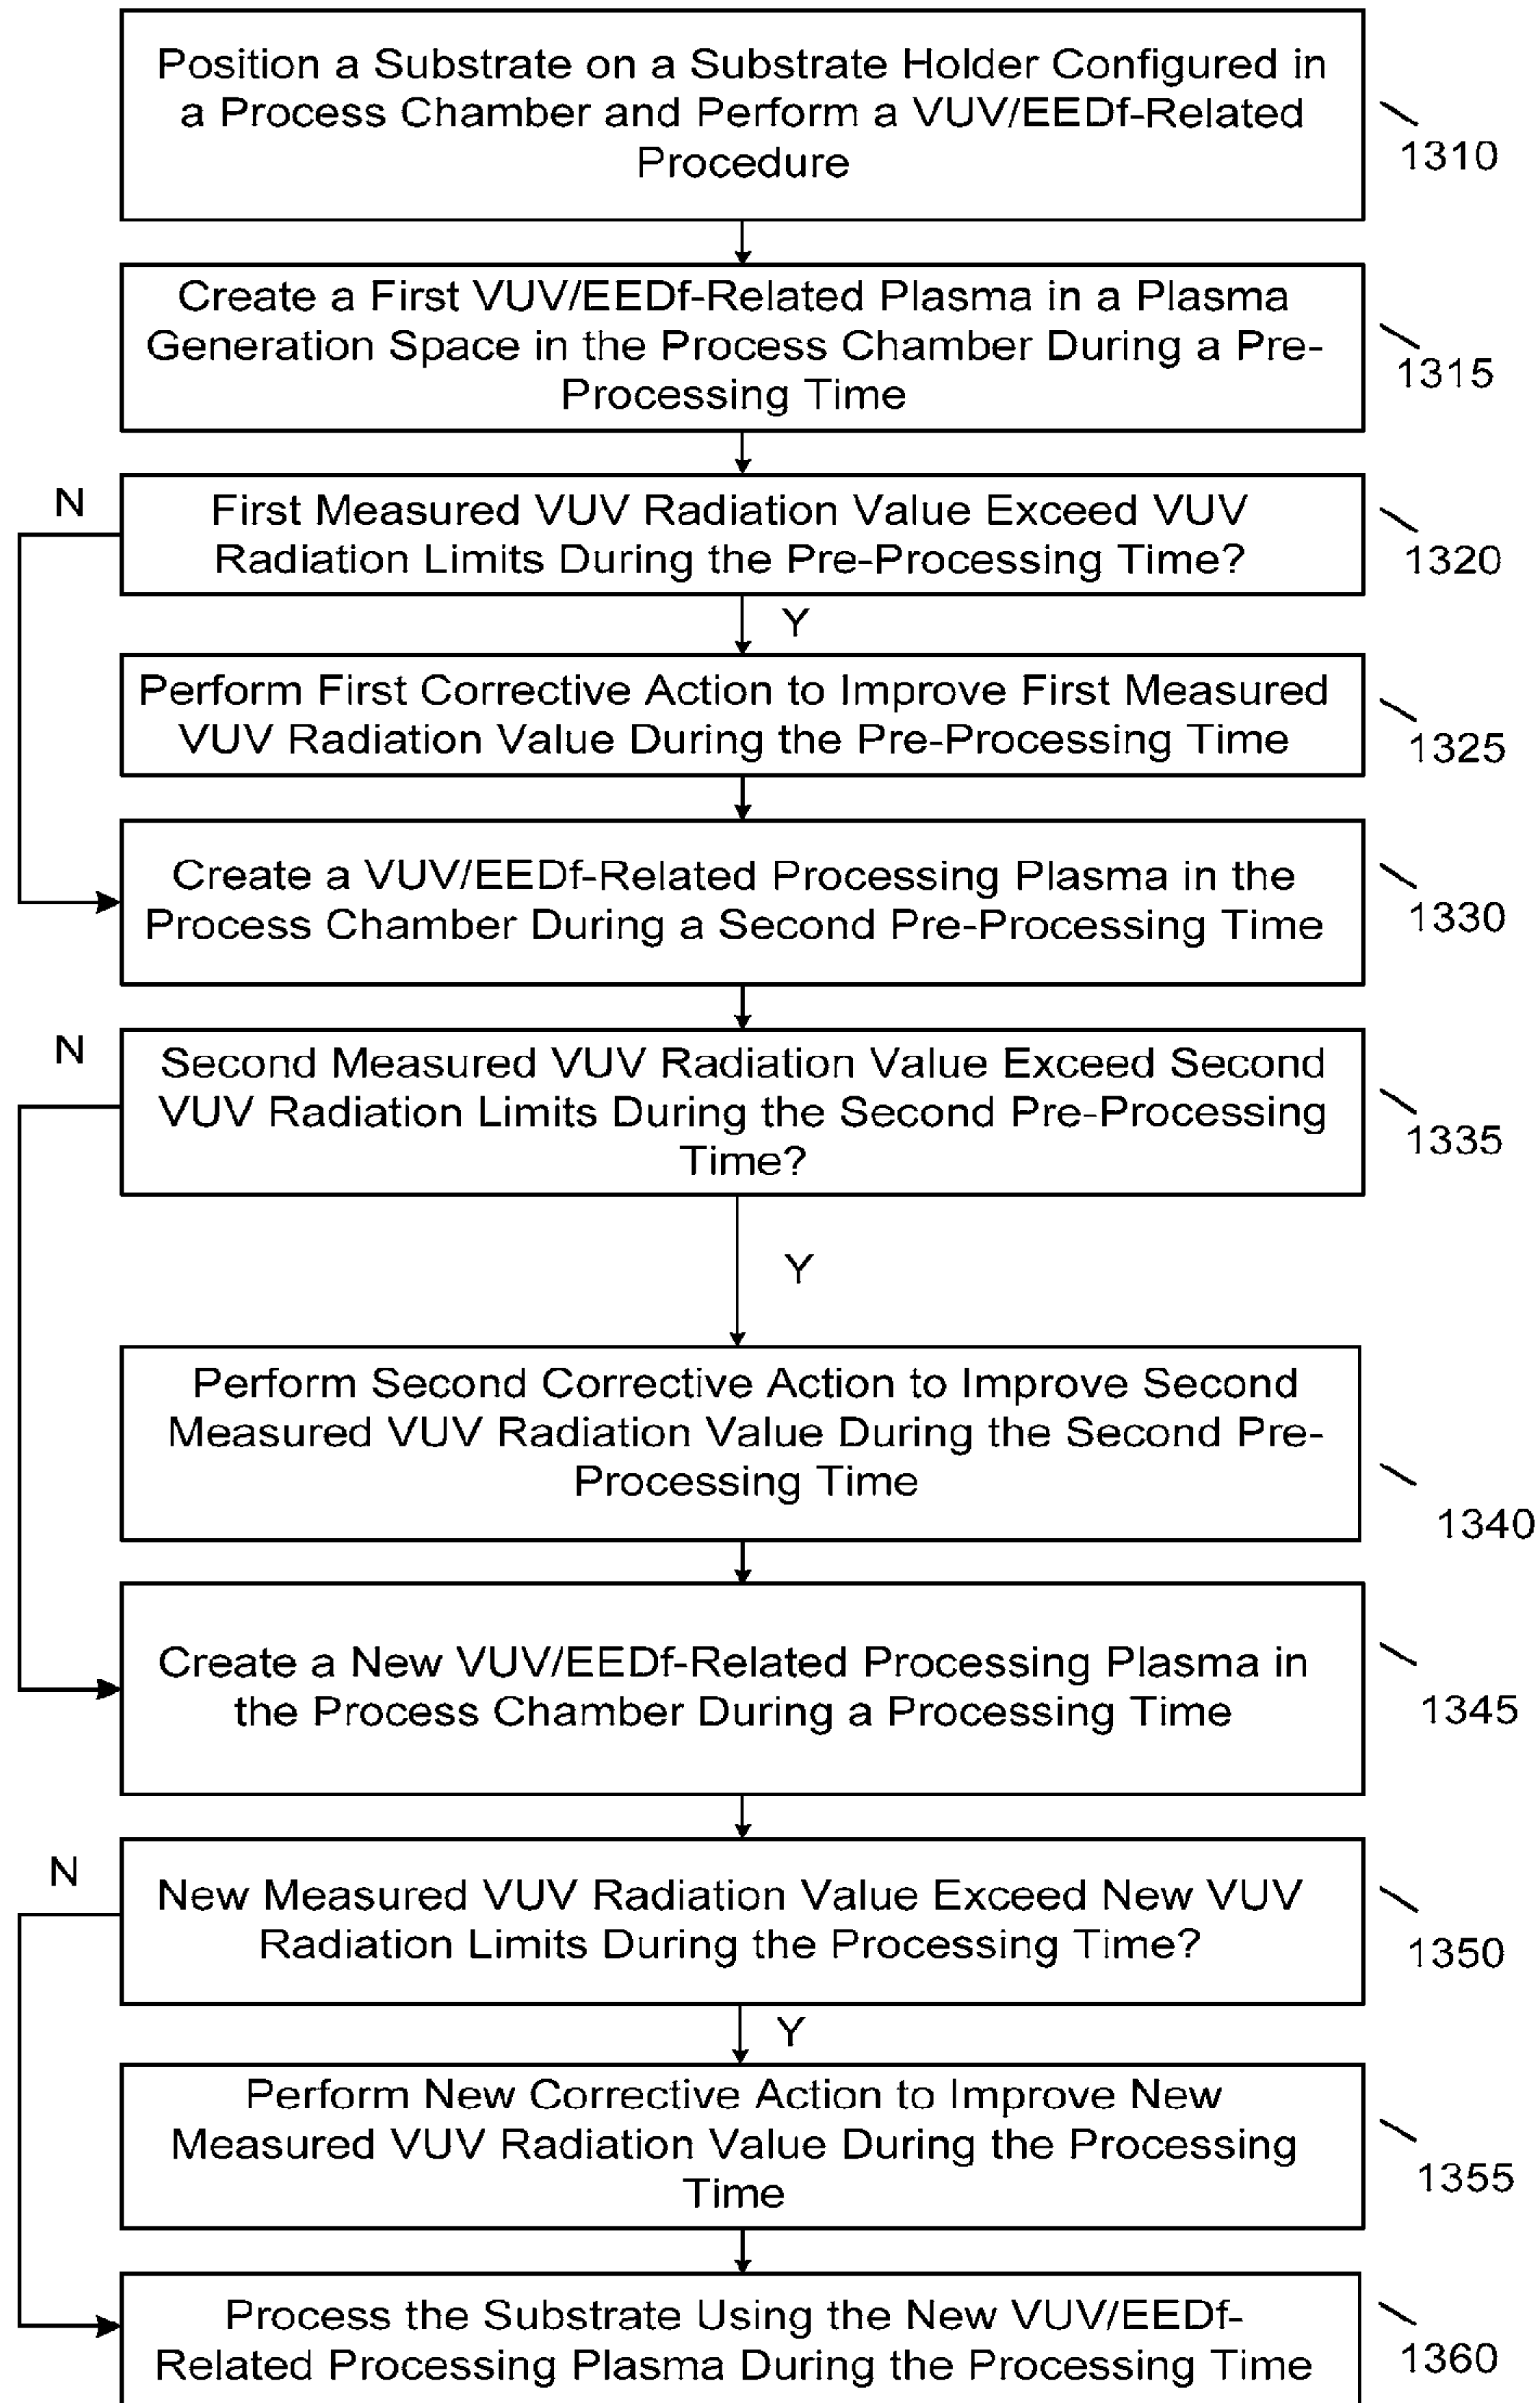 Position a Substrate on a Substrate Holder Configured in
a Process Chamber and Perform a VUV/EEDf-Related
Procedure
1310
Create a First VUV/EEDf-Related Plasma in a Plasma
Generation Space in the Process Chamber During a Pre-
Processing Time
1315
N
First Measured VUV Radiation Value Exceed VUV
Radiation Limits During the Pre-Processing Time?
1320
Y
Perform First Corrective Action to Improve First Measured
VUV Radiation Value During the Pre-Processing Time
1325
Create a VUV/EEDf-Related Processing Plasma in the
Process Chamber During a Second Pre-Processing Time
1330
N
Second Measured VUV Radiation Value Exceed Second
VUV Radiation Limits During the Second Pre-Processing
Time?
1335
Y
Perform Second Corrective Action to Improve Second
Measured VUV Radiation Value During the Second Pre-
Processing Time
1340
Create a New VUV/EEDf-Related Processing Plasma in
the Process Chamber During a Processing Time
1345
N
New Measured VUV Radiation Value Exceed New VUV
Radiation Limits During the Processing Time?
1350
Y
Perform New Corrective Action to Improve New
Measured VUV Radiation Value During the Processing
Time
1355
Process the Substrate Using the New VUV/EEDf-
Related Processing Plasma During the Processing Time
1360